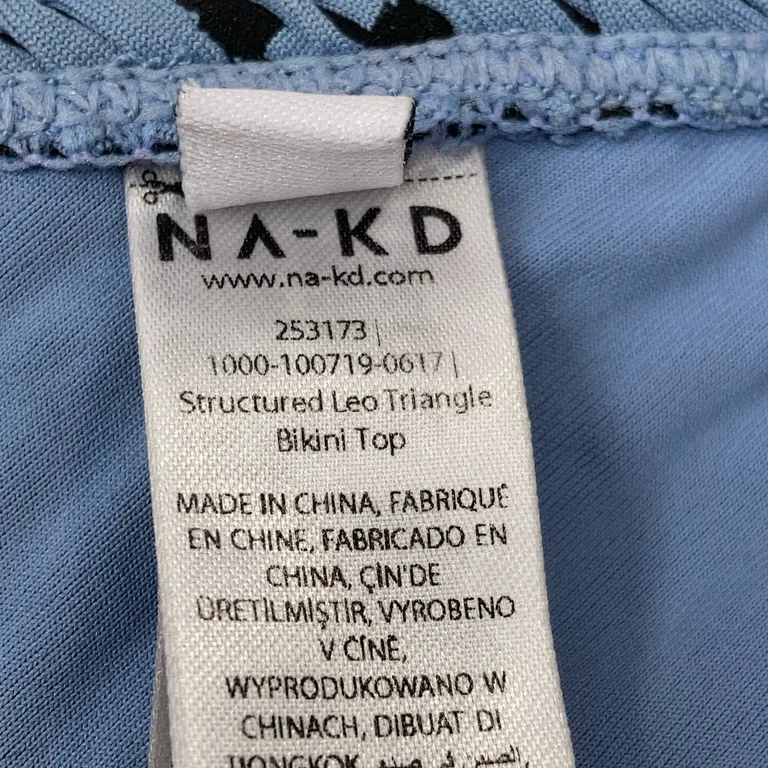 NA-KD
www.na-kd.com
253173 |
1000-100719-0617 |
Structured Leo Triangle
Bikini Top
MADE IN CHINA, FABRIQUÉ
EN CHINE, FABRICADO EN
CHINA, ÇİN'DE
ÜRETİLMİŞTİR, VYROBENO
V ČÍNĚ,
WYPRODUKOWANO W
CHINACH, DIBUAT DI
TIONGKOK,